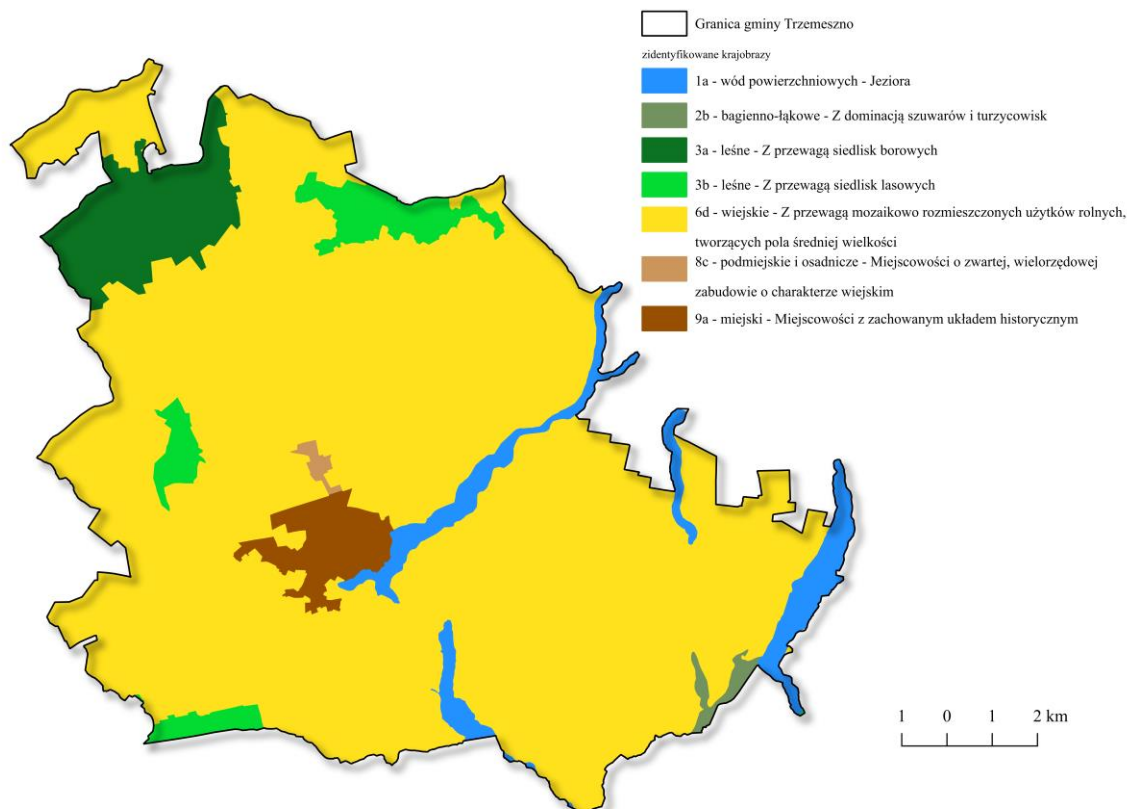 Granica gminy Trzemeszno
zidentyfikowane krajobrazy
1a - wód powierzchniowych - Jeziora
2b - bagienno-łąkowe - Z dominacją szuwarów i turzycowisk
3a - leśne - Z przewagą siedlisk borowych
3b - leśne - Z przewagą siedlisk lasowych
6d - wiejskie - Z przewagą mozaikowo rozmieszczonych użytków rolnych,
tworzących pola średniej wielkości
8c - podmiejskie i osadnicze - Miejscowości o zwartej, wielorzędowej
zabudowie o charakterze wiejskim
9a - miejski - Miejscowości z zachowanym układem historycznym
1 0 1 2 km